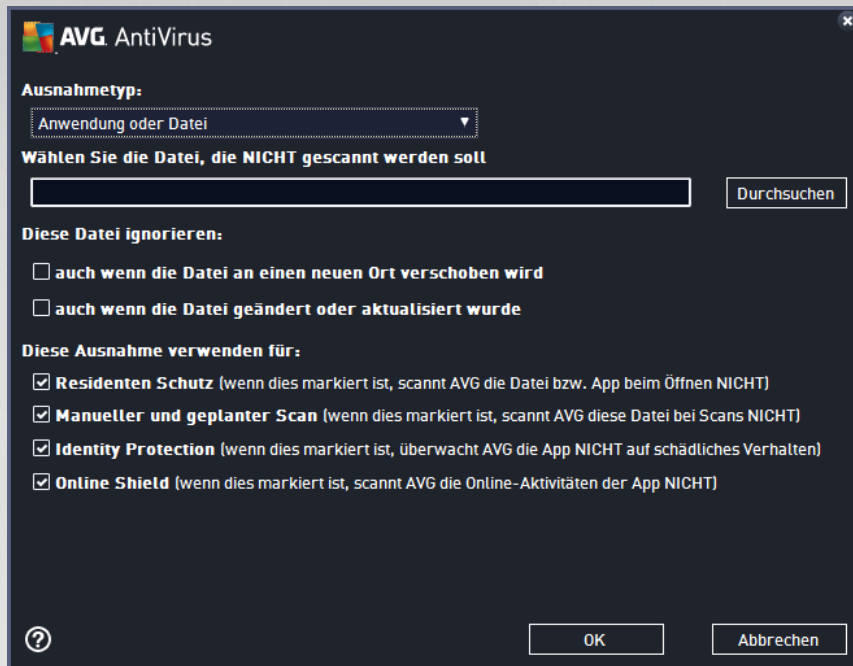 AVG. AntiVirus
Ausnahmetyp:
Anwendung oder Datei
Wählen Sie die Datei, die NICHT gescannt werden soll
Durchsuchen
Diese Datei ignorieren:
auch wenn die Datei an einen neuen Ort verschoben wird
auch wenn die Datei geändert oder aktualisiert wurde
Diese Ausnahme verwenden für:
Residenten Schutz (wenn dies markiert ist, scannt AVG die Datei bzw. App beim Öffnen NICHT)
Manueller und geplanter Scan (wenn dies markiert ist, scannt AVG diese Datei bei Scans NICHT)
Identity Protection (wenn dies markiert ist, überwacht AVG die App NICHT auf schädliches Verhalten)
Online Shield (wenn dies markiert ist, scannt AVG die Online-Aktivitäten der App NICHT)
?
OK
Abbrechen